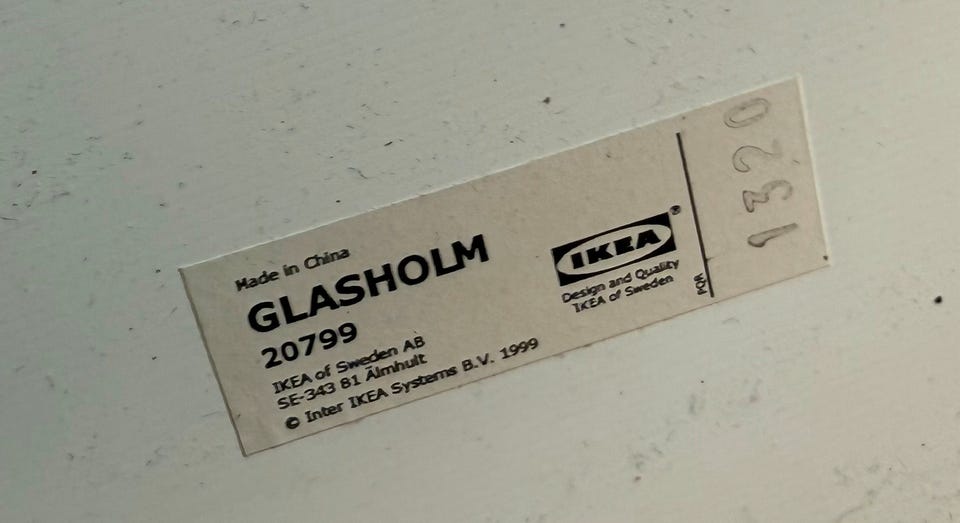 Made in China
GLASHOLM
20799
IKEA of Sweden AB
SE-343 81 Älmhult
© Inter IKEA Systems B.V. 1999
IKEA®
Design and Quality
IKEA of Sweden
PQW
1320